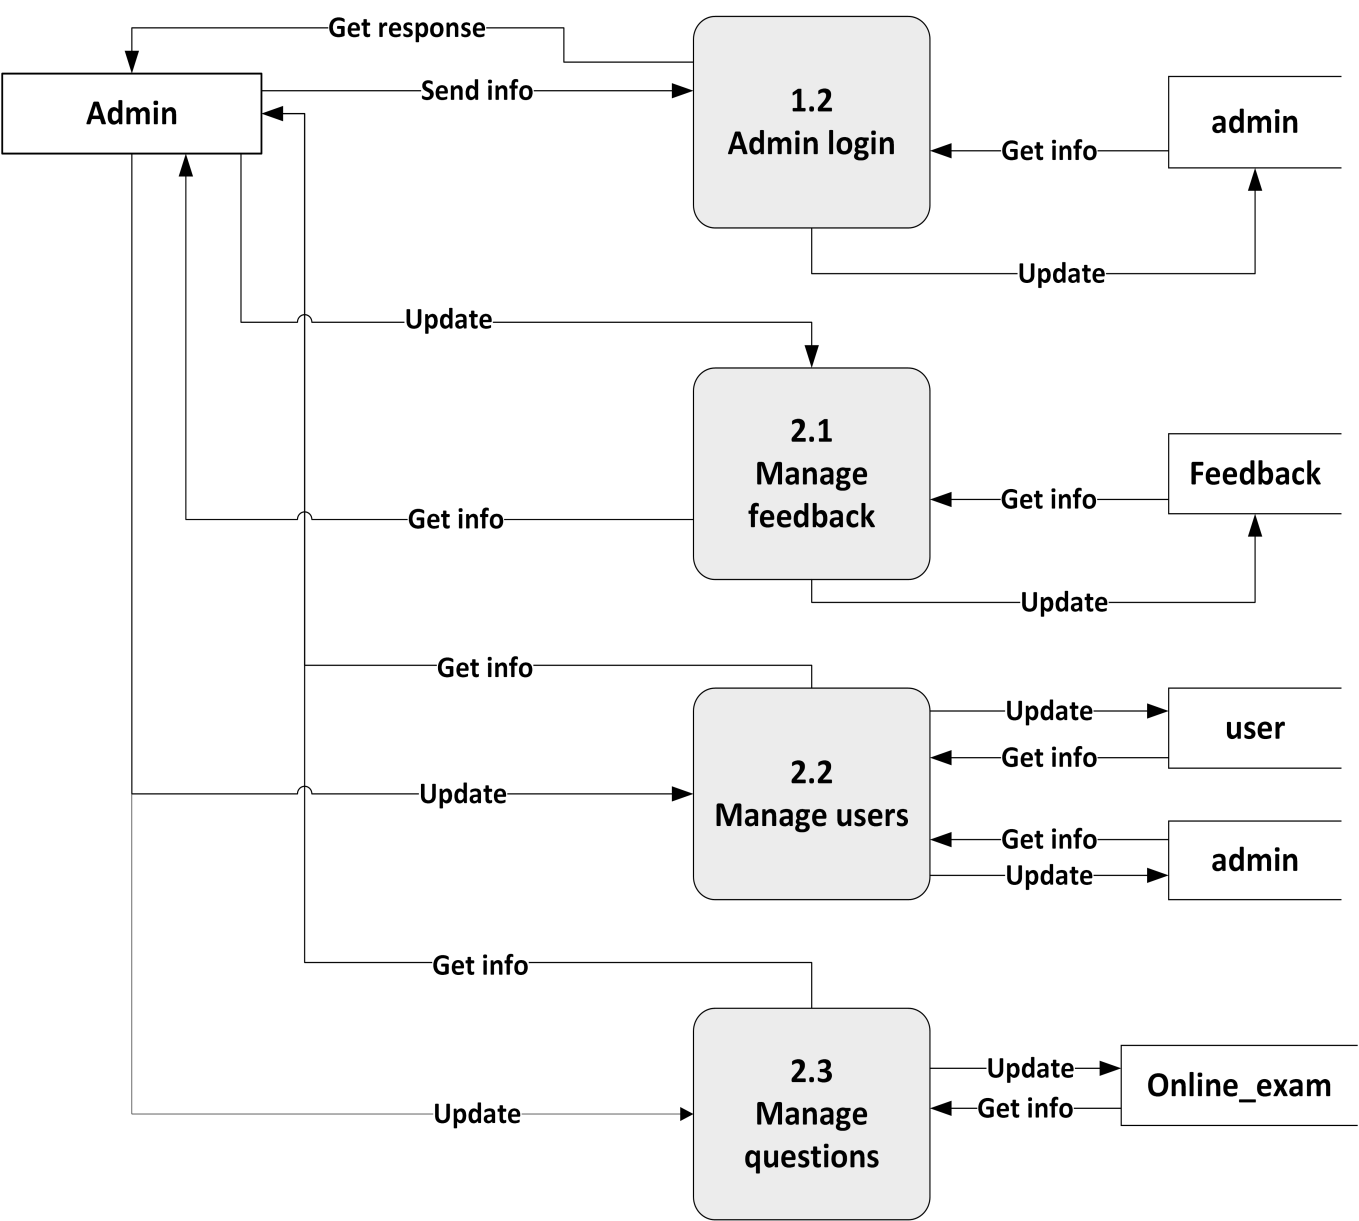 Get response
Admin
Send info
1.2
Admin login
admin
Get info
Update
Update
2.1
Manage
feedback
Feedback
Get info
Get info
Update
Get info
Update
user
Get info
2.2
Manage users
Update
Get info
admin
Update
Get info
2.3
Manage
questions
Update
Online_exam
Get info
Update